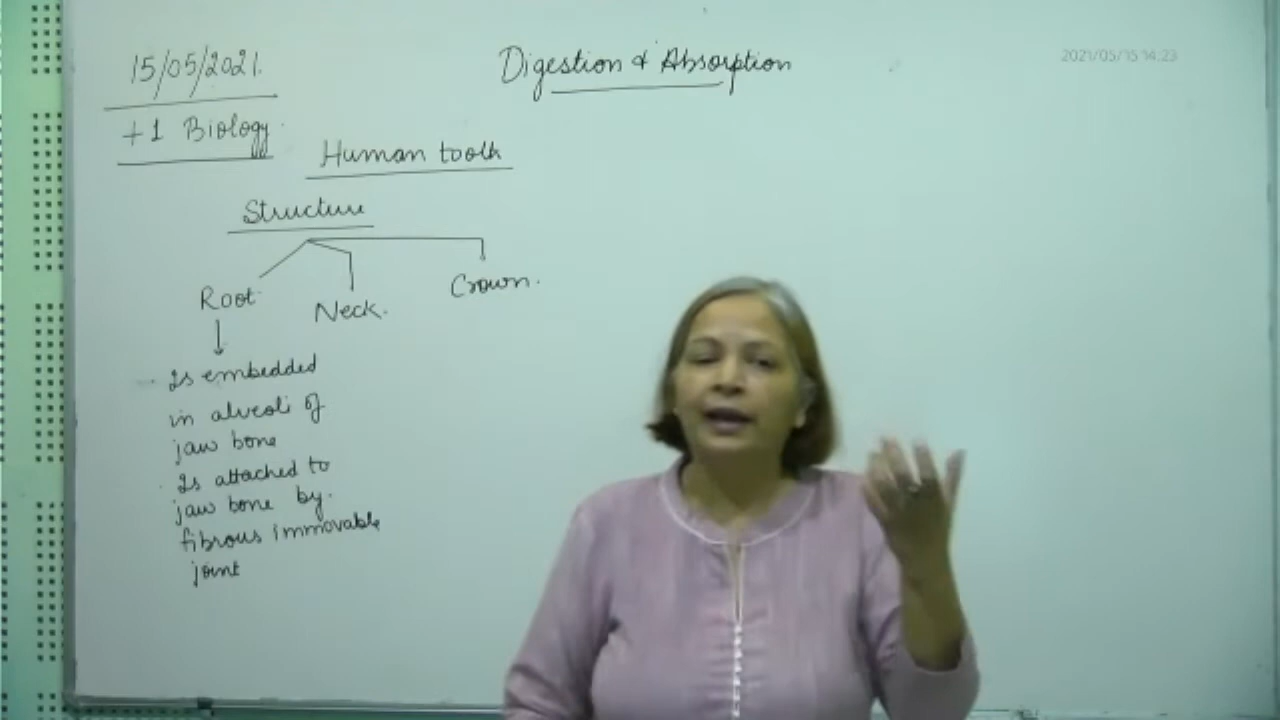 15/05/2021.
Digestion & Absorption
2021/05/15 14:23
+1 Biology.
Human tooth
Structure
Root
Neck.
Crown.
Is embedded
in alveoli of
jaw bone
Is attached to
jaw bone by.
fibrous immovable
joint